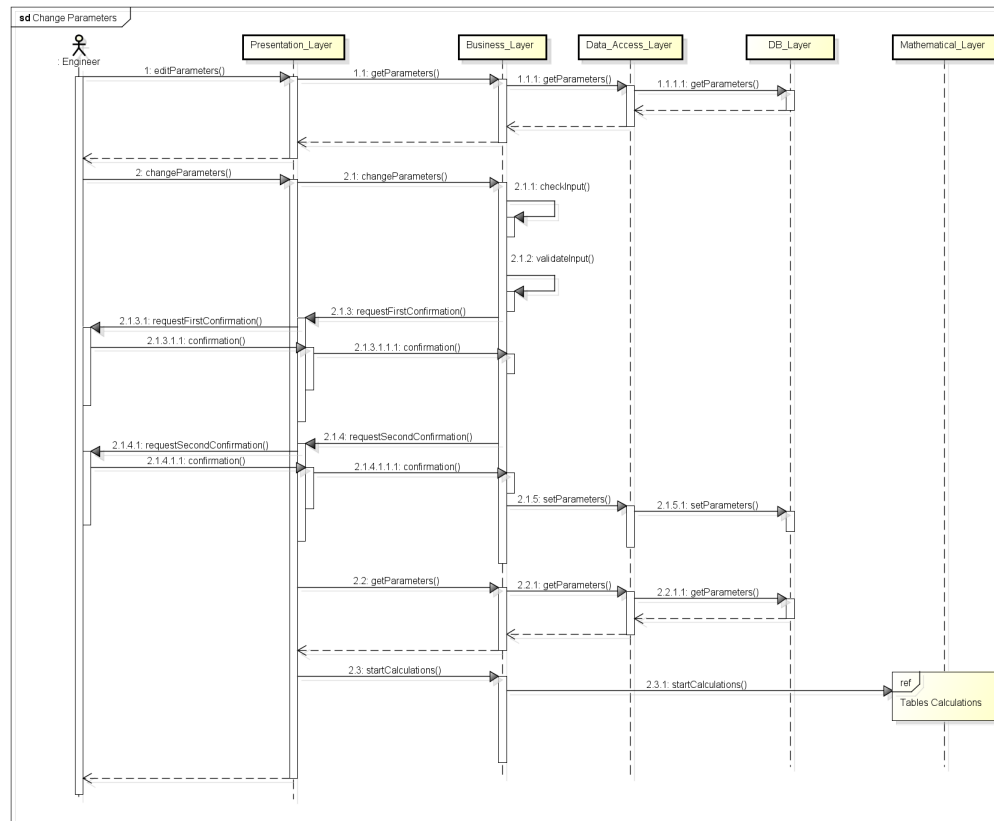 sd Change Parameters
: Engineer
Presentation_Layer
Business_Layer
Data_Access_Layer
DB_Layer
Mathematical_Layer
1: editParameters()
1.1: getParameters()
1.1.1: getParameters()
1.1.1.1: getParameters()
2: changeParameters()
2.1: changeParameters()
2.1.1: checkInput()
2.1.2: validateInput()
2.1.3: requestFirstConfirmation()
2.1.3.1: requestFirstConfirmation()
2.1.3.1.1: confirmation()
2.1.3.1.1.1: confirmation()
2.1.4: requestSecondConfirmation()
2.1.4.1: requestSecondConfirmation()
2.1.4.1.1: confirmation()
2.1.4.1.1.1: confirmation()
2.1.5: setParameters()
2.1.5.1: setParameters()
2.2: getParameters()
2.2.1: getParameters()
2.2.1.1: getParameters()
2.3: startCalculations()
2.3.1: startCalculations()
ref
Tables Calculations